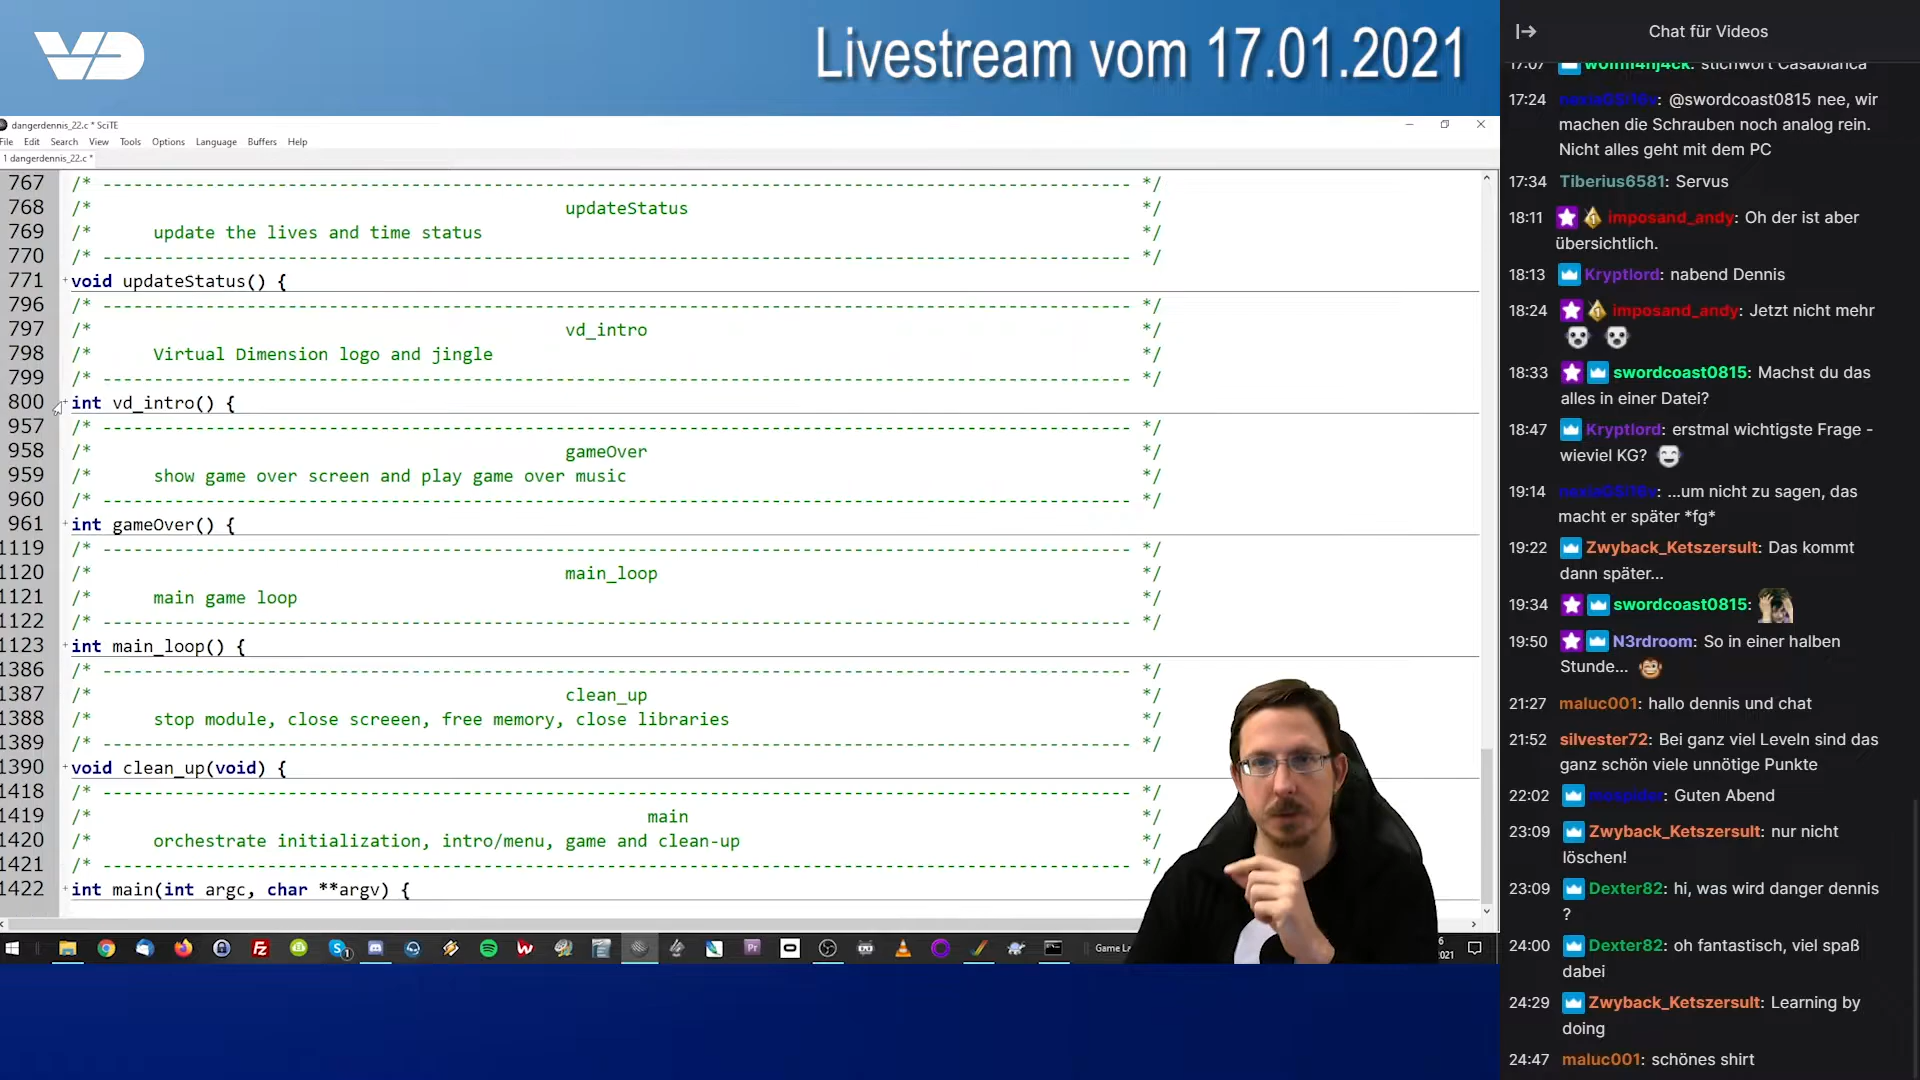 VD
Livestream vom 17.01.2021
dangerdennis_22.c * SciTE
File Edit Search View Tools Options Language Buffers Help
1 dangerdennis_22.c *
767 /* ---------------------------------------------------------------------------------------------------- */
768 /* updateStatus */
769 /* update the lives and time status */
770 /* ---------------------------------------------------------------------------------------------------- */
771 void updateStatus() {
796 /* ---------------------------------------------------------------------------------------------------- */
797 /* vd_intro */
798 /* Virtual Dimension logo and jingle */
799 /* ---------------------------------------------------------------------------------------------------- */
800 int vd_intro() {
957 /* ---------------------------------------------------------------------------------------------------- */
958 /* gameOver */
959 /* show game over screen and play game over music */
960 /* ---------------------------------------------------------------------------------------------------- */
961 int gameOver() {
1119 /* ---------------------------------------------------------------------------------------------------- */
1120 /* main_loop */
1121 /* main game loop */
1122 /* ---------------------------------------------------------------------------------------------------- */
1123 int main_loop() {
1386 /* ---------------------------------------------------------------------------------------------------- */
1387 /* clean_up */
1388 /* stop module, close screeen, free memory, close libraries */
1389 /* ---------------------------------------------------------------------------------------------------- */
1390 void clean_up(void) {
1418 /* ---------------------------------------------------------------------------------------------------- */
1419 /* main */
1420 /* orchestrate initialization, intro/menu, game and clean-up */
1421 /* ---------------------------------------------------------------------------------------------------- */
1422 int main(int argc, char **argv) {
Game La
Chat für Videos
17:07 w0lf1114nj4ck: stichwort Casablanca
17:24 @swordcoast0815 nee, wir
machen die Schrauben noch analog rein.
Nicht alles geht mit dem PC
17:34 Tiberius6581: Servus
18:11 imposand_andy: Oh der ist aber
übersichtlich.
18:13 Kryptlord: nabend Dennis
18:24 imposand_andy: Jetzt nicht mehr
18:33 swordcoast0815: Machst du das
alles in einer Datei?
18:47 Kryptlord: erstmal wichtigste Frage -
wieviel KG?
19:14 ...um nicht zu sagen, das
macht er später *fg*
19:22 Zwyback_Ketszersult: Das kommt
dann später...
19:34 swordcoast0815:
19:50 N3rdroom: So in einer halben
Stunde...
21:27 maluc001: hallo dennis und chat
21:52 silvester72: Bei ganz viel Leveln sind das
ganz schön viele unnötige Punkte
22:02 Guten Abend
23:09 Zwyback_Ketszersult: nur nicht
löschen!
23:09 Dexter82: hi, was wird danger dennis
?
24:00 Dexter82: oh fantastisch, viel spaß
dabei
24:29 Zwyback_Ketszersult: Learning by
doing
24:47 maluc001: schönes shirt